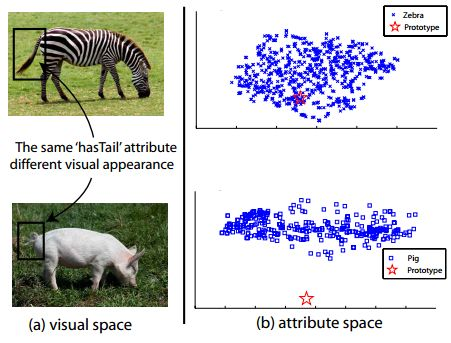 Zebra
Prototype
The same 'hasTail' attribute
different visual appearance
Pig
Prototype
(a) visual space
(b) attribute space